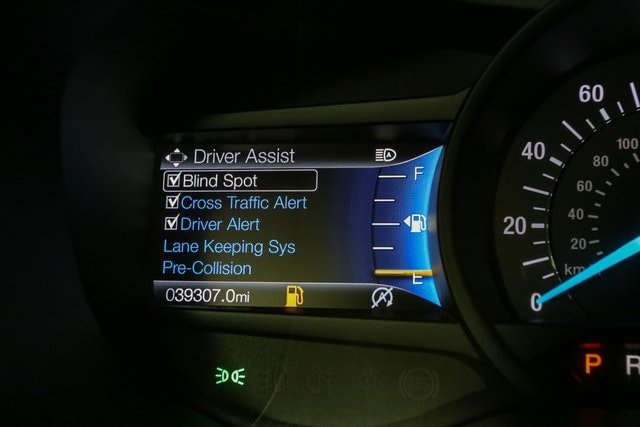 Driver Assist
Blind Spot
Cross Traffic Alert
Driver Alert
Lane Keeping Sys
Pre-Collision
039307.0mi
F
E
60
40
20
0
100
80
60
40
20
km
P R